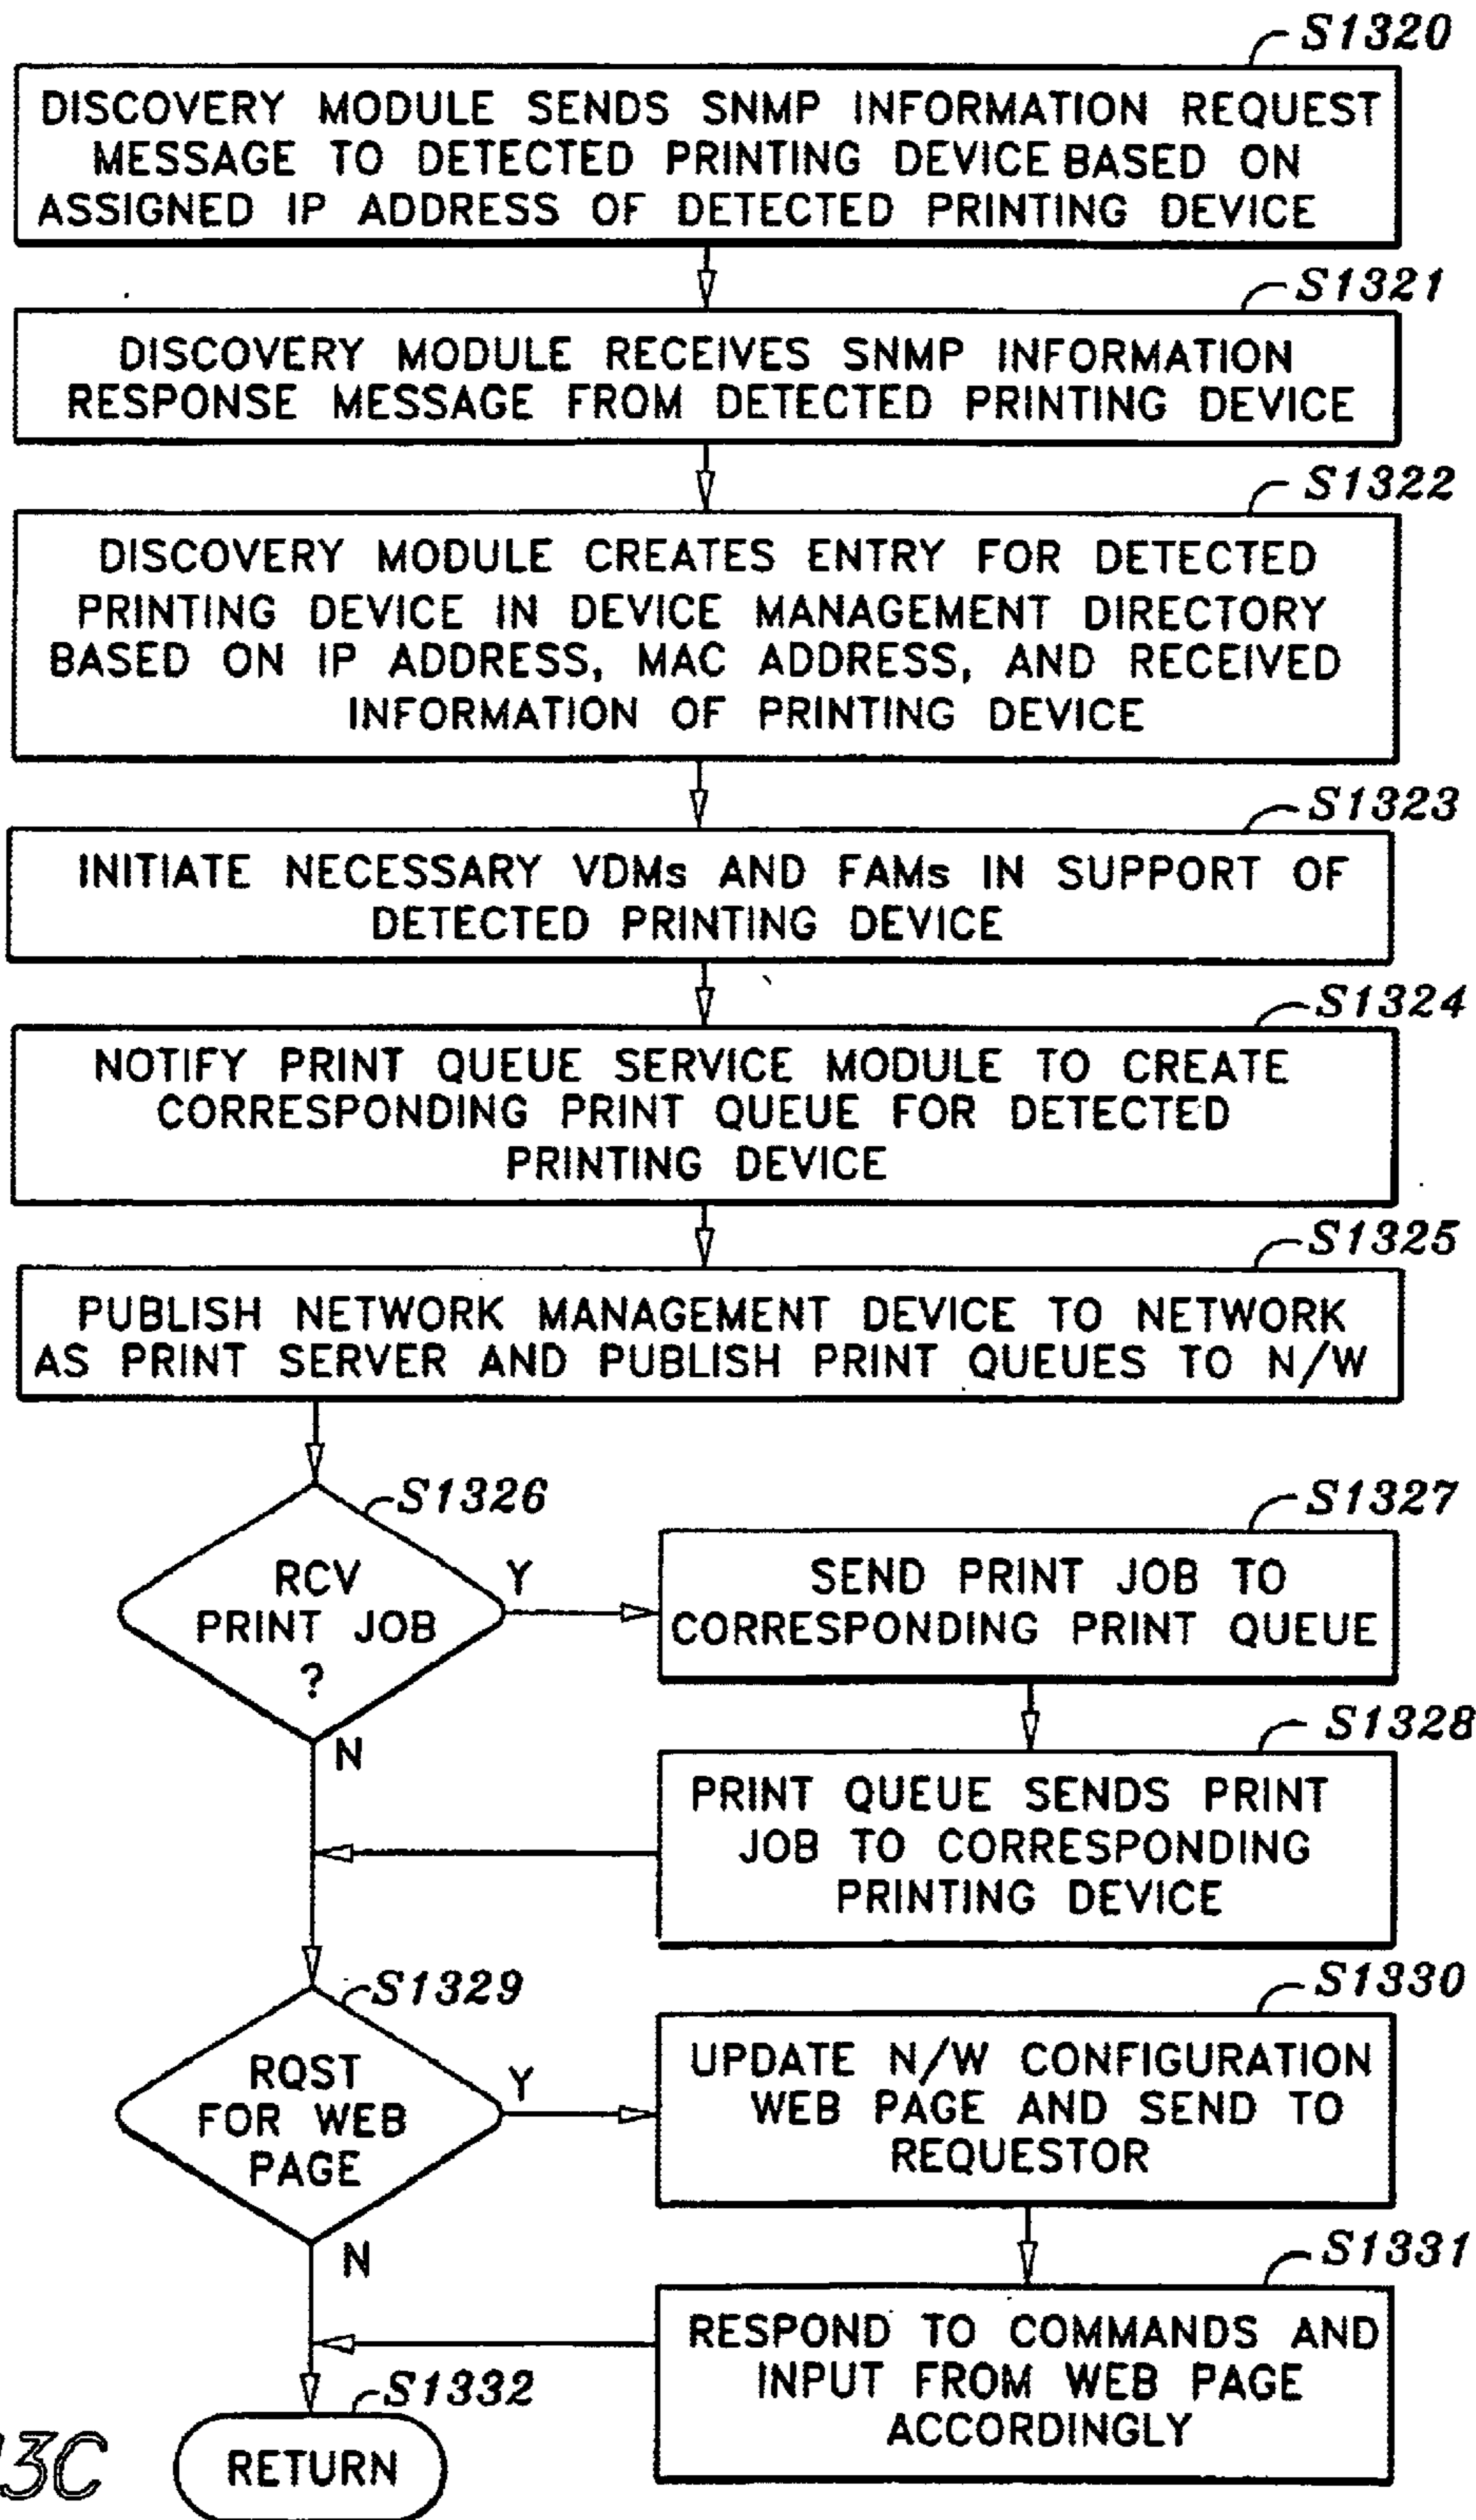 S1320
DISCOVERY MODULE SENDS SNMP INFORMATION REQUEST
MESSAGE TO DETECTED PRINTING DEVICE BASED ON
ASSIGNED IP ADDRESS OF DETECTED PRINTING DEVICE
S1321
DISCOVERY MODULE RECEIVES SNMP INFORMATION
RESPONSE MESSAGE FROM DETECTED PRINTING DEVICE
S1322
DISCOVERY MODULE CREATES ENTRY FOR DETECTED
PRINTING DEVICE IN DEVICE MANAGEMENT DIRECTORY
BASED ON IP ADDRESS, MAC ADDRESS, AND RECEIVED
INFORMATION OF PRINTING DEVICE
S1323
INITIATE NECESSARY VDMs AND FAMs IN SUPPORT OF
DETECTED PRINTING DEVICE
S1324
NOTIFY PRINT QUEUE SERVICE MODULE TO CREATE
CORRESPONDING PRINT QUEUE FOR DETECTED
PRINTING DEVICE
S1325
PUBLISH NETWORK MANAGEMENT DEVICE TO NETWORK
AS PRINT SERVER AND PUBLISH PRINT QUEUES TO N/W
S1326
RCV
PRINT JOB
?
Y
N
S1327
SEND PRINT JOB TO
CORRESPONDING PRINT QUEUE
S1328
PRINT QUEUE SENDS PRINT
JOB TO CORRESPONDING
PRINTING DEVICE
S1329
RQST
FOR WEB
PAGE
Y
N
S1330
UPDATE N/W CONFIGURATION
WEB PAGE AND SEND TO
REQUESTOR
S1331
RESPOND TO COMMANDS AND
INPUT FROM WEB PAGE
ACCORDINGLY
S1332
RETURN
3C